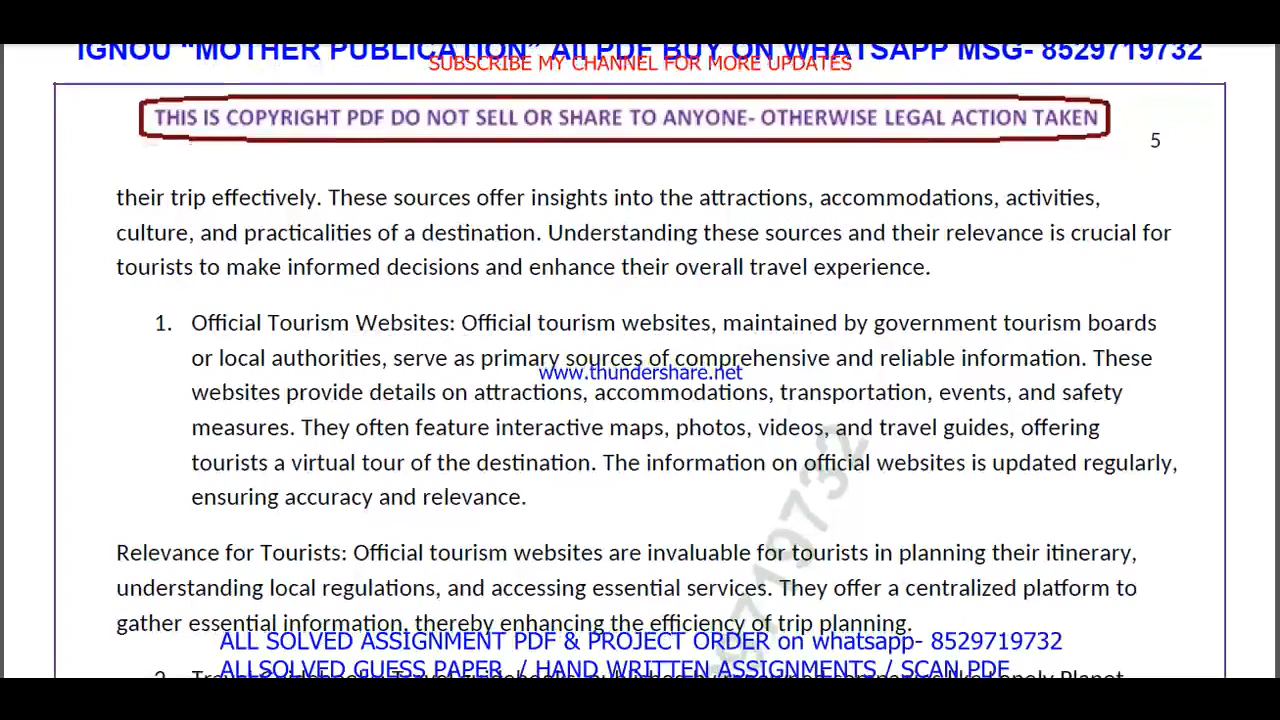 IGNOU "MOTHER PUBLICATION" All PDF BUY ON WHATSAPP MSG- 8529719732
SUBSCRIBE MY CHANNEL FOR MORE UPDATES
THIS IS COPYRIGHT PDF DO NOT SELL OR SHARE TO ANYONE- OTHERWISE LEGAL ACTION TAKEN
5
their trip effectively. These sources offer insights into the attractions, accommodations, activities,
culture, and practicalities of a destination. Understanding these sources and their relevance is crucial for
tourists to make informed decisions and enhance their overall travel experience.
1. Official Tourism Websites: Official tourism websites, maintained by government tourism boards
or local authorities, serve as primary sources of comprehensive and reliable information. These
www.thundershare.net
websites provide details on attractions, accommodations, transportation, events, and safety
measures. They often feature interactive maps, photos, videos, and travel guides, offering
tourists a virtual tour of the destination. The information on official websites is updated regularly,
ensuring accuracy and relevance.
Relevance for Tourists: Official tourism websites are invaluable for tourists in planning their itinerary,
understanding local regulations, and accessing essential services. They offer a centralized platform to
gather essential information, thereby enhancing the efficiency of trip planning.
ALL SOLVED ASSIGNMENT PDF & PROJECT ORDER on whatsapp- 8529719732
ALLSOLVED GUESS PAPER / HAND WRITTEN ASSIGNMENTS / SCAN PDF